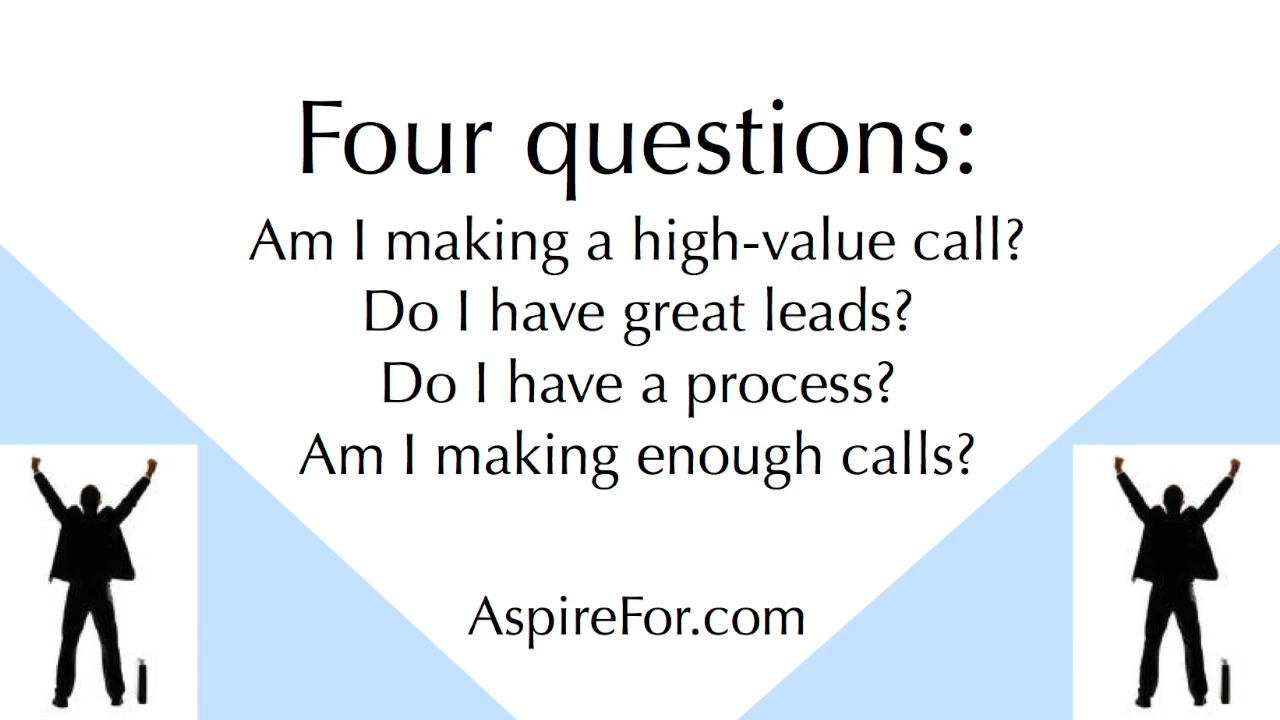 Four questions:
Am I making a high-value call?
Do I have great leads?
Do I have a process?
Am I making enough calls?
AspireFor.com